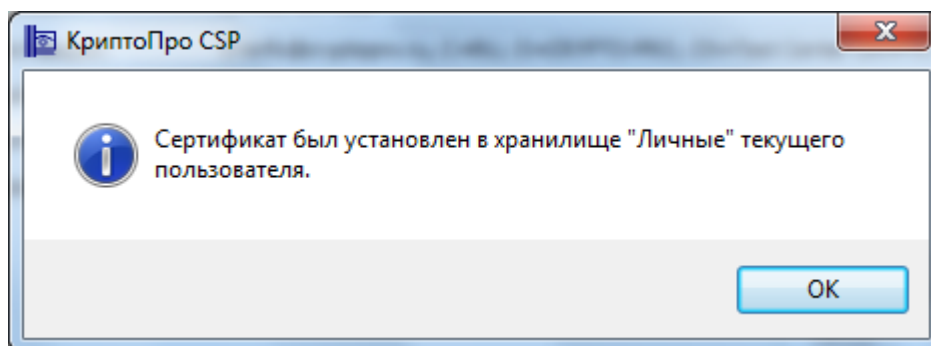 КриптоПро CSP
Сертификат был установлен в хранилище "Личные" текущего
пользователя.
OK